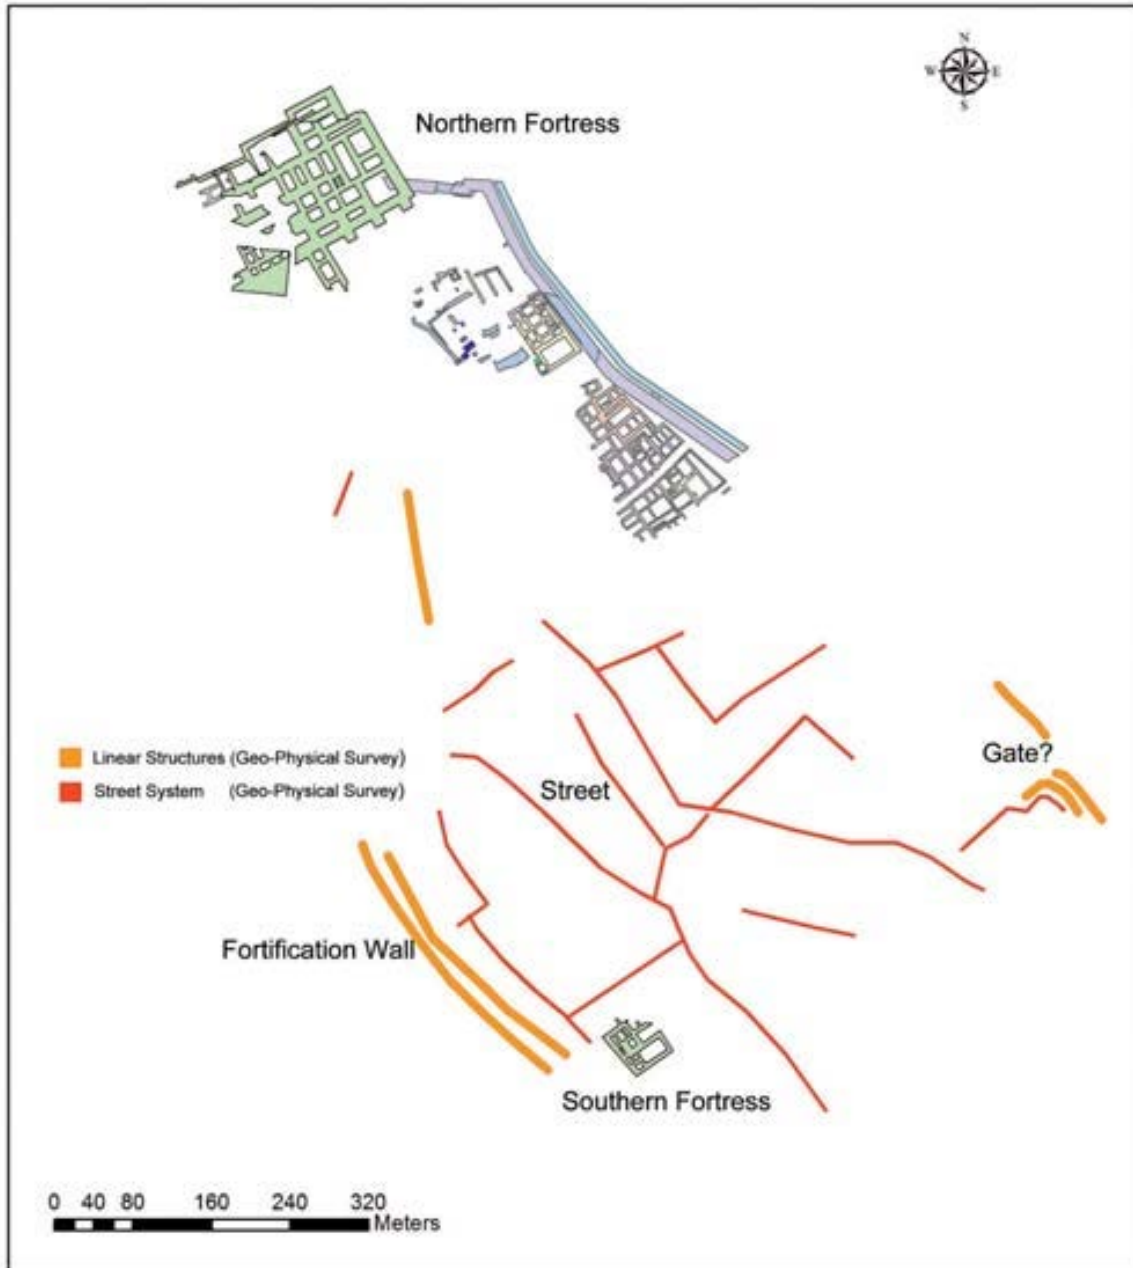 N
W E
S
Northern Fortress
Gate?
Linear Structures (Geo-Physical Survey)
Street
Street System (Geo-Physical Survey)
Fortification Wall
Southern Fortress
0 40 80 160 240 320
Meters